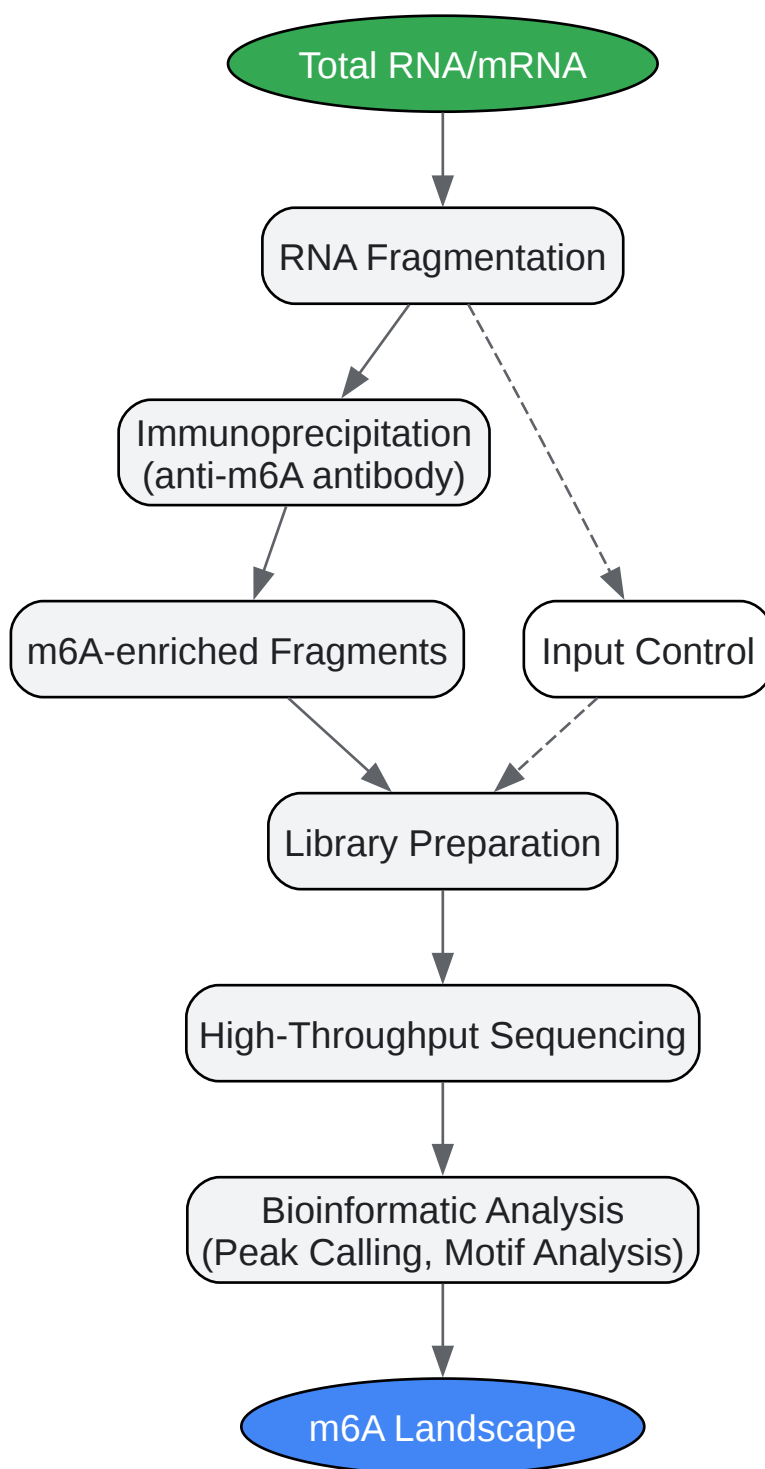 Total RNA/mRNA
RNA Fragmentation
Immunoprecipitation
(anti-m6A antibody)
m6A-enriched Fragments
Input Control
Library Preparation
High-Throughput Sequencing
Bioinformatic Analysis
(Peak Calling, Motif Analysis)
m6A Landscape